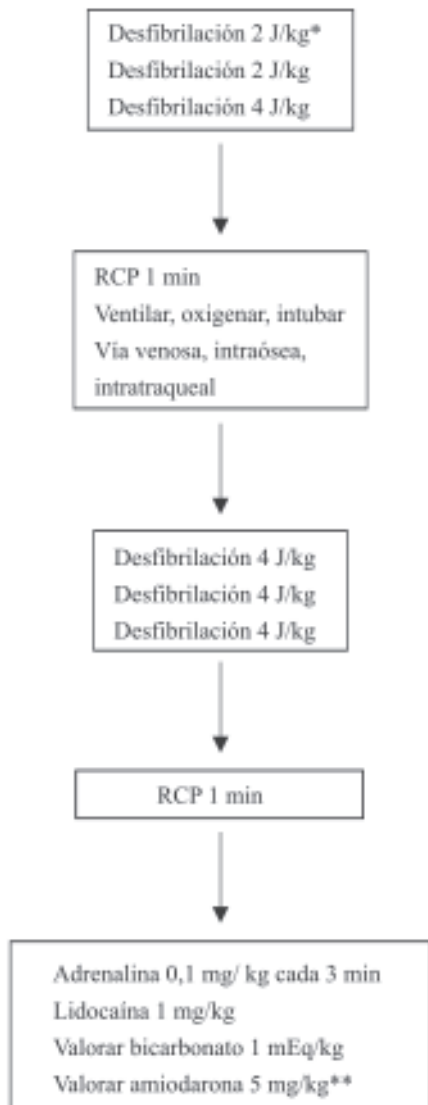 Desfibrilación 2 J/kg*
Desfibrilación 2 J/kg
Desfibrilación 4 J/kg
RCP 1 min
Ventilar, oxigenar, intubar
Vía venosa, intraósea,
intratraqueal
Desfibrilación 4 J/kg
Desfibrilación 4 J/kg
Desfibrilación 4 J/kg
RCP 1 min
Adrenalina 0,1 mg/ kg cada 3 min
Lidocaína 1 mg/kg
Valorar bicarbonato 1 mEq/kg
Valorar amiodarona 5 mg/kg**